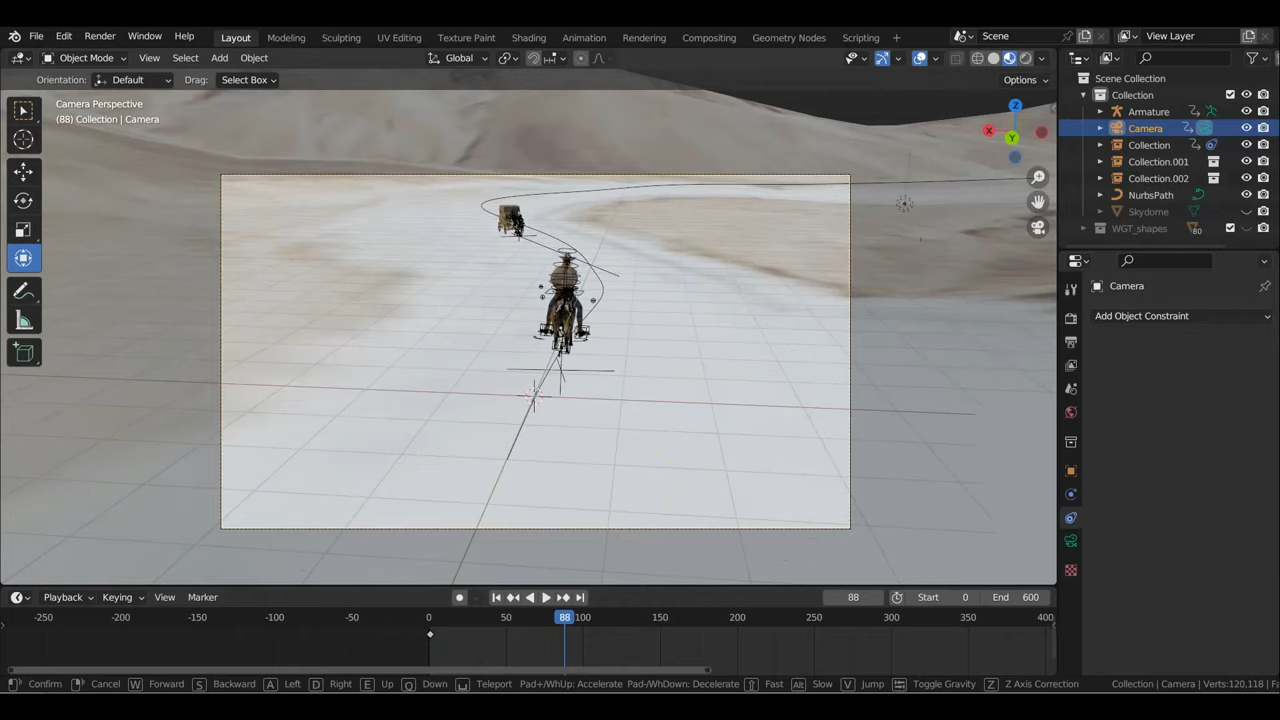 File Edit Render Window Help Layout Modeling Sculpting UV Editing Texture Paint Shading Animation Rendering Compositing Geometry Nodes Scripting + Scene View Layer
Object Mode View Select Add Object Global
Orientation: Default Drag: Select Box Options
Scene Collection
Collection
Armature
Camera
Collection
Collection.001
Collection.002
NurbsPath
Skydome
WGT_shapes 80
Camera Perspective
(88) Collection | Camera
Z
X
Y
Camera
Add Object Constraint
Playback Keying View Marker 88 Start 0 End 600
-250 -200 -150 -100 -50 0 50 88 100 150 200 250 300 350 400
Confirm Cancel W Forward S Backward A Left D Right E Up Q Down Teleport Pad+/WhUp: Accelerate Pad-/WhDown: Decelerate Fast Alt Slow V Jump Toggle Gravity Z Z Axis Correction Collection | Camera | Verts:120,118 | Fa